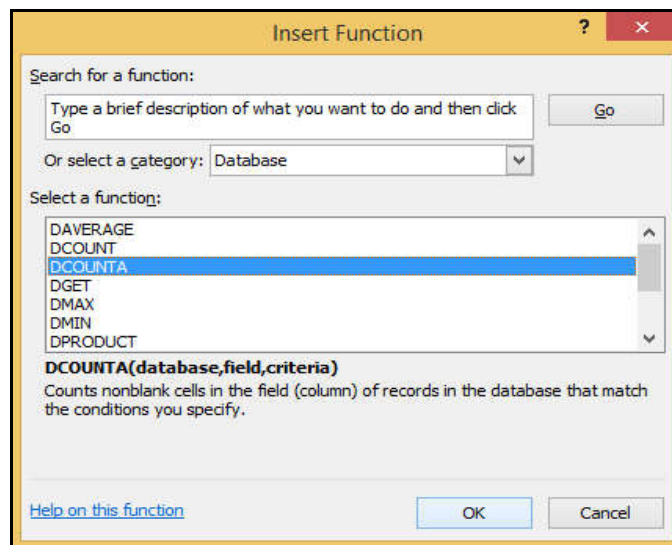 Insert Function
?
×
Search for a function:
Type a brief description of what you want to do and then click
Go
Go
Or select a category: Database
Select a function:
DAVERAGE
DCOUNT
DCOUNTA
DGET
DMAX
DMIN
DPRODUCT
DCOUNTA(database,field,criteria)
Counts nonblank cells in the field (column) of records in the database that match
the conditions you specify.
Help on this function
OK
Cancel